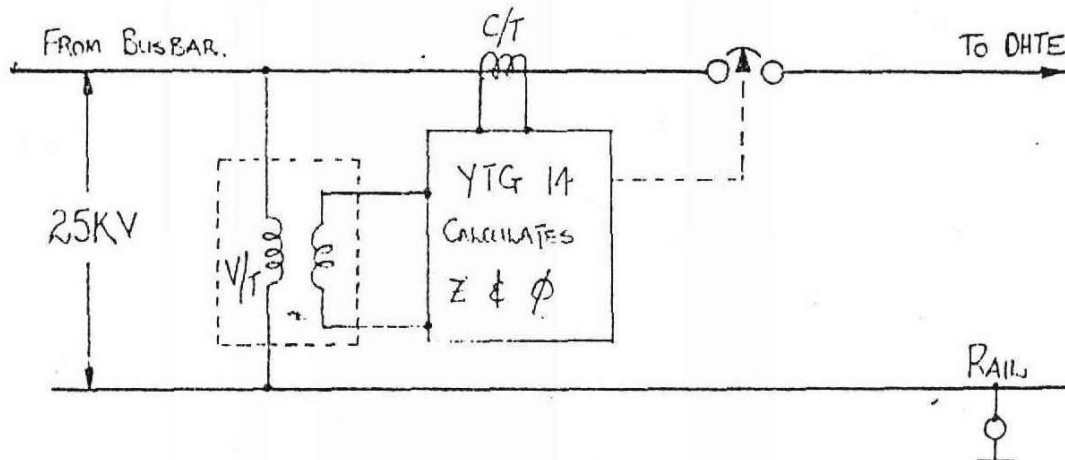 C/T
FROM BUSBAR.
TO OHTE
25KV
V/T
YTG 14
CALCULATES
Z & Ø
RAIL